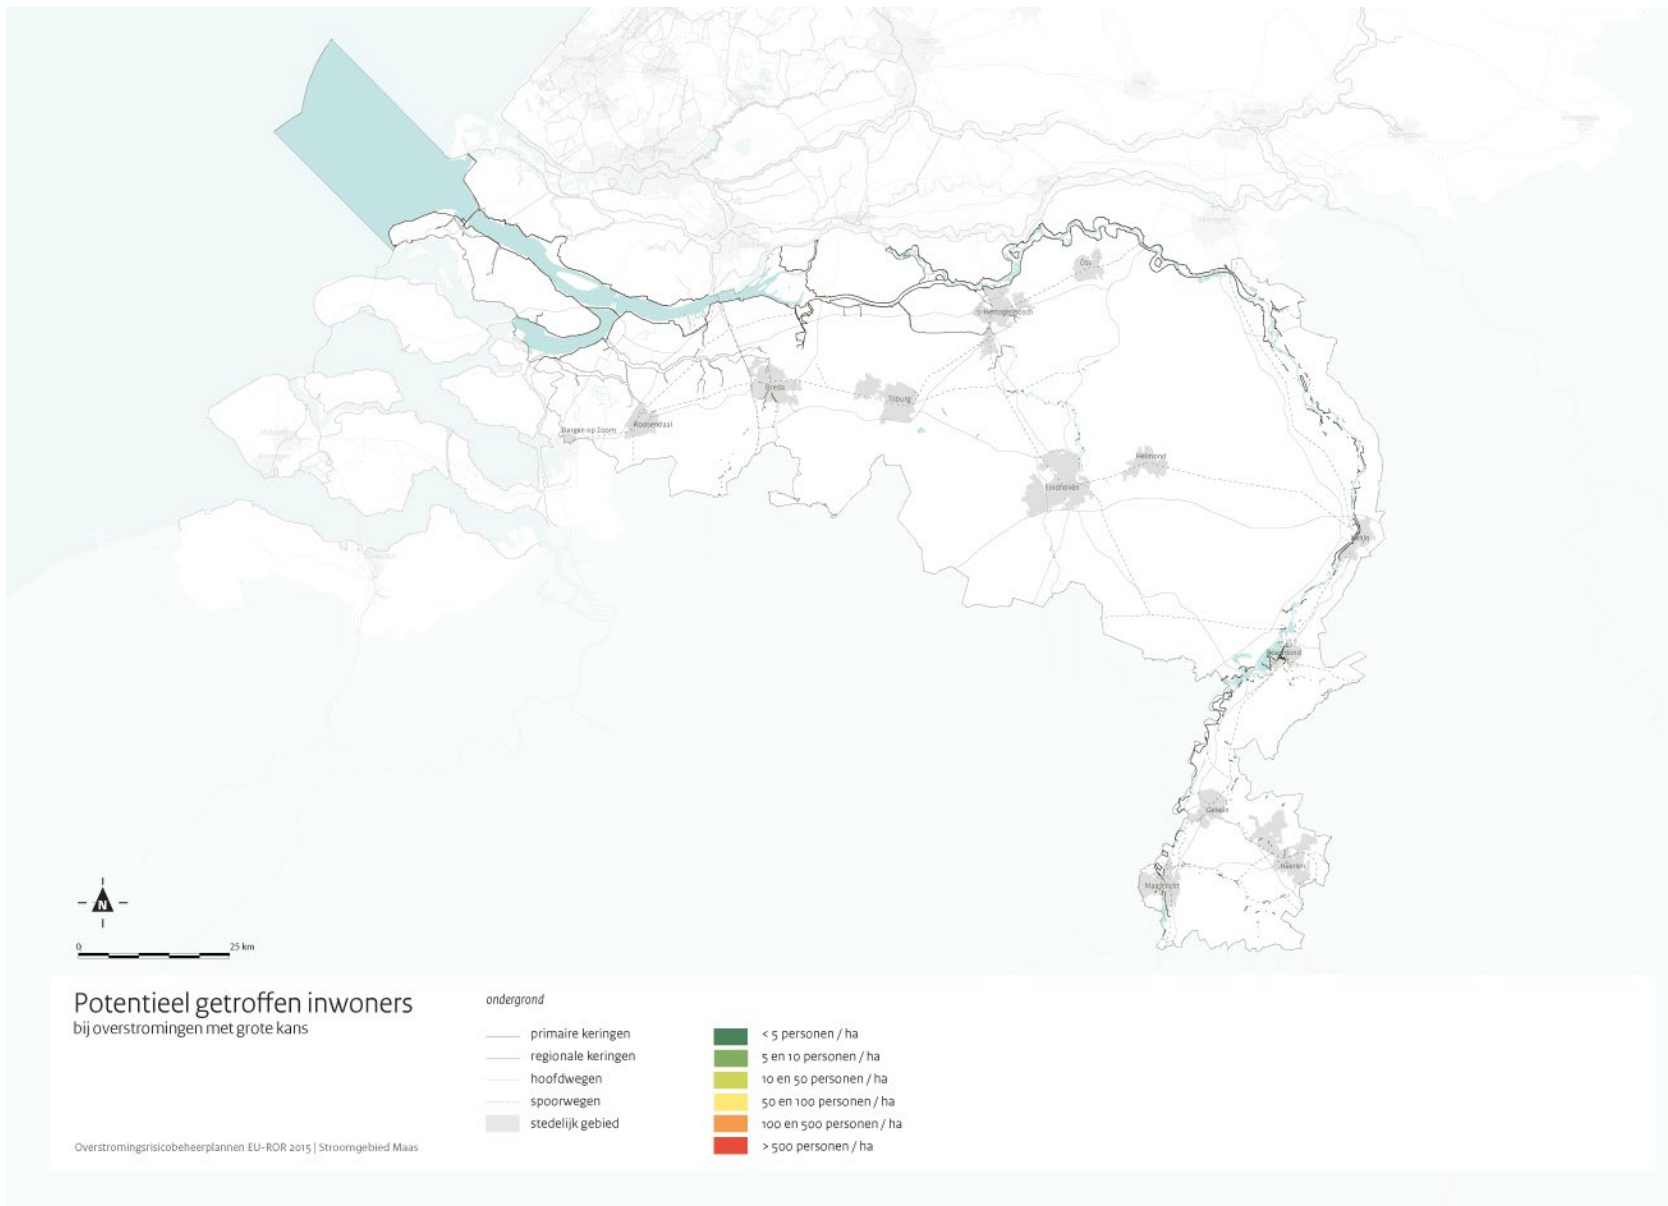 Oss
's-Hertogenbosch
Breda
Tilburg
Bergen op Zoom
Roosendaal
Helmond
Eindhoven
Venlo
Roermond
Geleen
Heerlen
Maastricht
N
0
25 km
Potentieel getroffen inwoners
bij overstromingen met grote kans
ondergrond
primaire keringen
regionale keringen
hoofdwegen
spoorwegen
stedelijk gebied
< 5 personen / ha
5 en 10 personen / ha
10 en 50 personen / ha
50 en 100 personen / ha
100 en 500 personen / ha
> 500 personen / ha
Overstromingsrisicobeheerplannen EU-ROR 2015 | Stroomgebied Maas